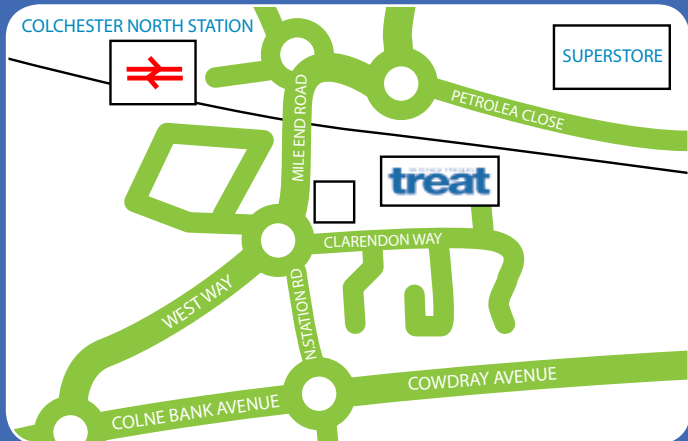 COLCHESTER NORTH STATION
SUPERSTORE
PETROLEA CLOSE
MILE END ROAD
treat
CLARENDON WAY
WEST WAY
N.STATION RD
COWDRAY AVENUE
COLNE BANK AVENUE